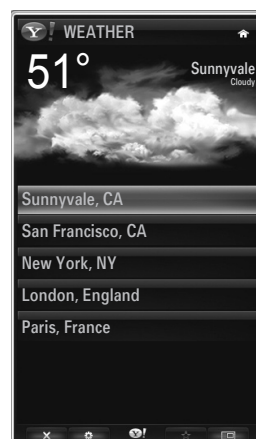 Y! WEATHER
51°
Sunnyvale
Cloudy
Sunnyvale, CA
San Francisco, CA
New York, NY
London, England
Paris, France
Y!